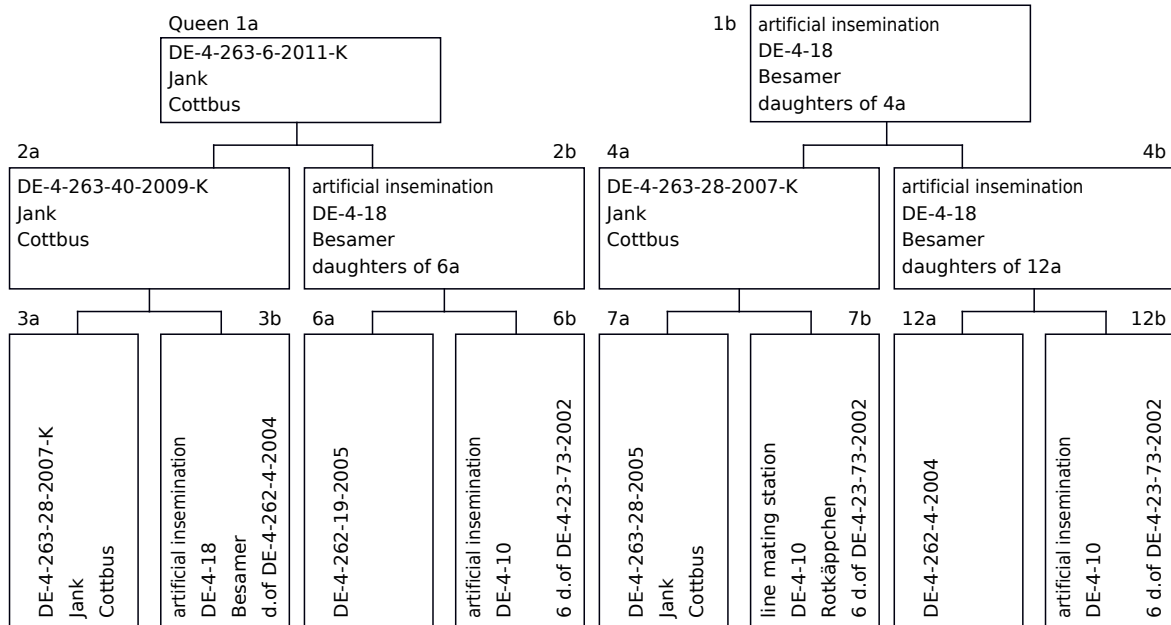 Queen 1a
DE-4-263-6-2011-K
Jank
Cottbus
1b
artificial insemination
DE-4-18
Besamer
daughters of 4a
2a
DE-4-263-40-2009-K
Jank
Cottbus
2b
artificial insemination
DE-4-18
Besamer
daughters of 6a
4a
DE-4-263-28-2007-K
Jank
Cottbus
4b
artificial insemination
DE-4-18
Besamer
daughters of 12a
3a
DE-4-263-28-2007-K
Jank
Cottbus
3b
artificial insemination
DE-4-18
Besamer
d.of DE-4-262-4-2004
6a
DE-4-262-19-2005
6b
artificial insemination
DE-4-10
6 d.of DE-4-23-73-2002
7a
DE-4-263-28-2005
Jank
Cottbus
7b
line mating station
DE-4-10
Rotkäppchen
6 d.of DE-4-23-73-2002
12a
DE-4-262-4-2004
12b
artificial insemination
DE-4-10
6 d.of DE-4-23-73-2002